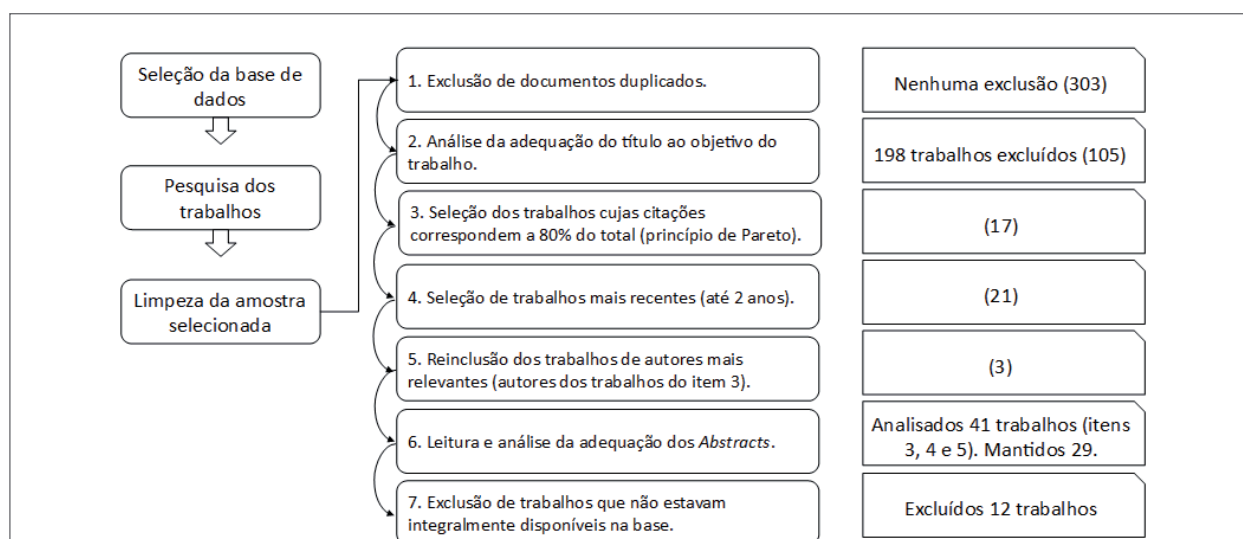 Seleção da base de
dados
Pesquisa dos
trabalhos
Limpeza da amostra
selecionada
1. Exclusão de documentos duplicados.
Nenhuma exclusão (303)
2. Análise da adequação do título ao objetivo do
trabalho.
198 trabalhos excluídos (105)
3. Seleção dos trabalhos cujas citações
correspondem a 80% do total (princípio de Pareto).
(17)
4. Seleção de trabalhos mais recentes (até 2 anos).
(21)
5. Reinclusão dos trabalhos de autores mais
relevantes (autores dos trabalhos do item 3).
(3)
6. Leitura e análise da adequação dos Abstracts.
Analisados 41 trabalhos (itens
3, 4 e 5). Mantidos 29.
7. Exclusão de trabalhos que não estavam
integralmente disponíveis na base.
Excluídos 12 trabalhos